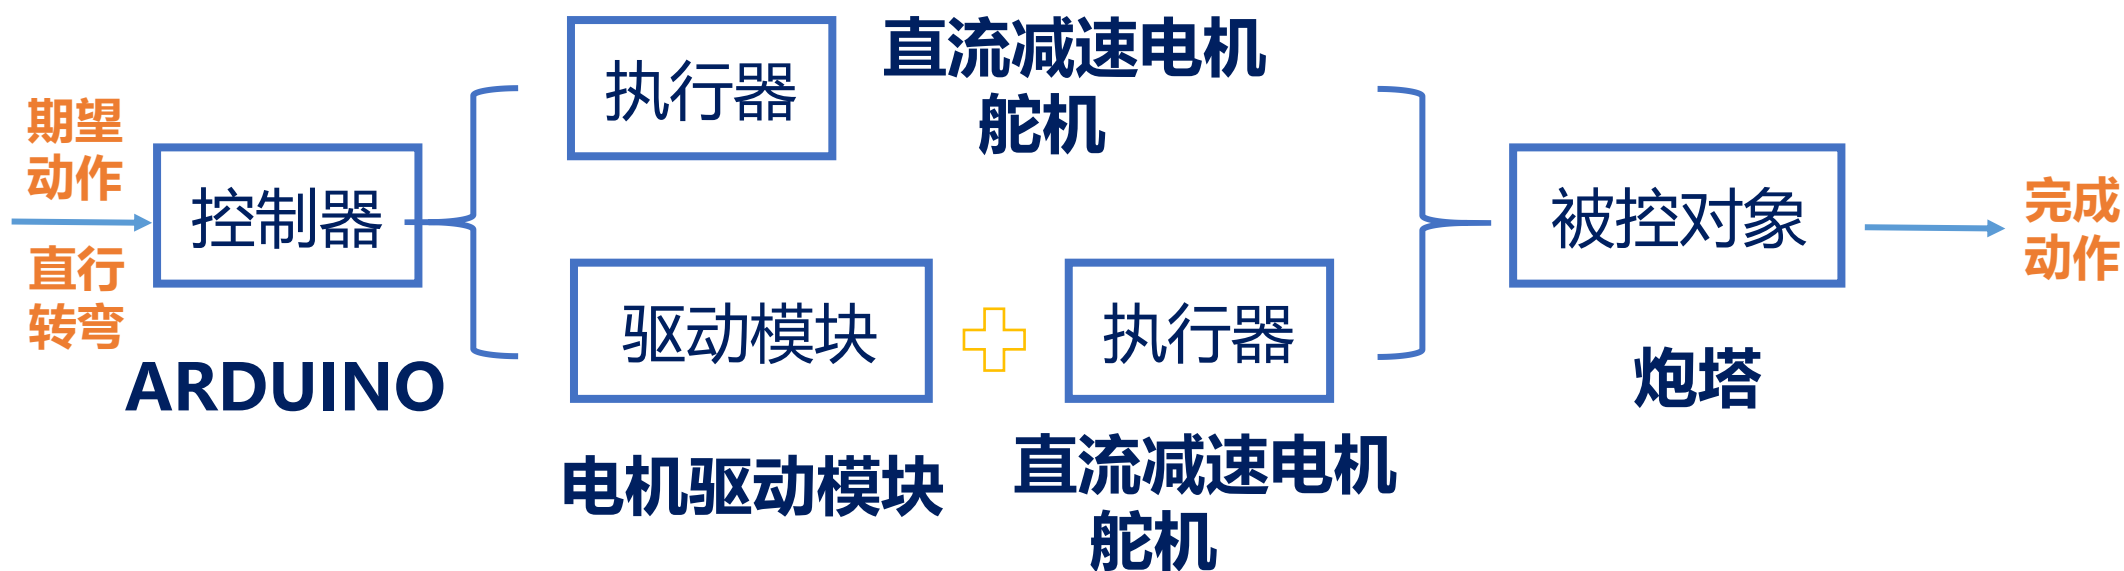 期望
动作
直行
转弯
控制器
ARDUINO
执行器
直流减速电机
舵机
驱动模块
电机驱动模块
执行器
直流减速电机
舵机
被控对象
炮塔
完成
动作